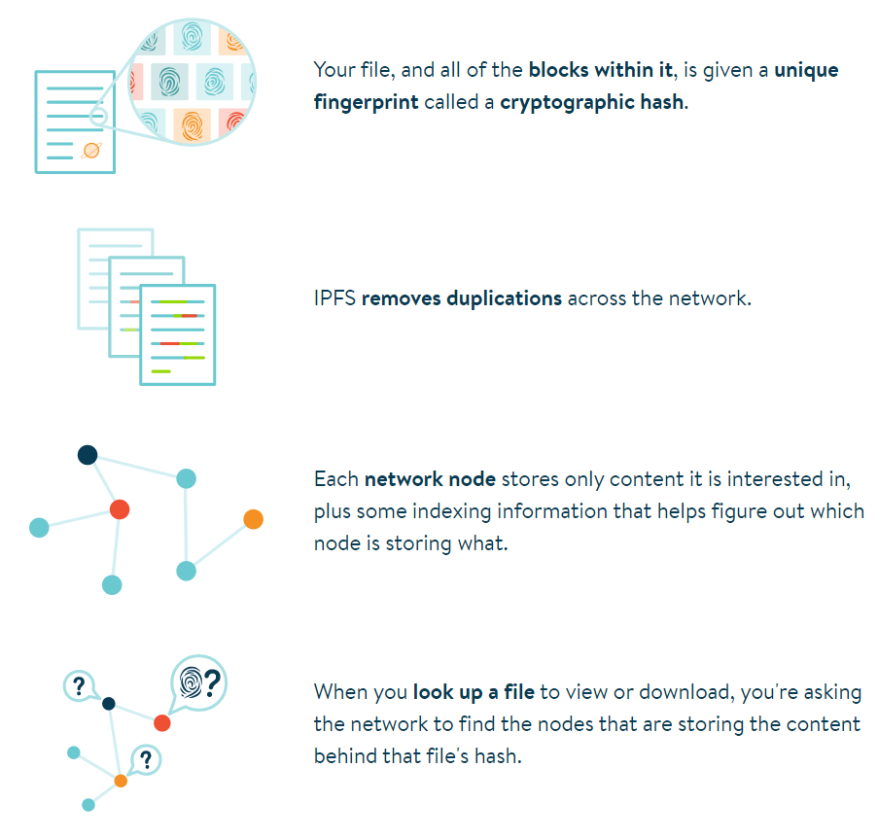 Your file, and all of the blocks within it, is given a unique
fingerprint called a cryptographic hash.
IPFS removes duplications across the network.
Each network node stores only content it is interested in,
plus some indexing information that helps figure out which
node is storing what.
?
?
When you look up a file to view or download, you're asking
the network to find the nodes that are storing the content
behind that file's hash.
?